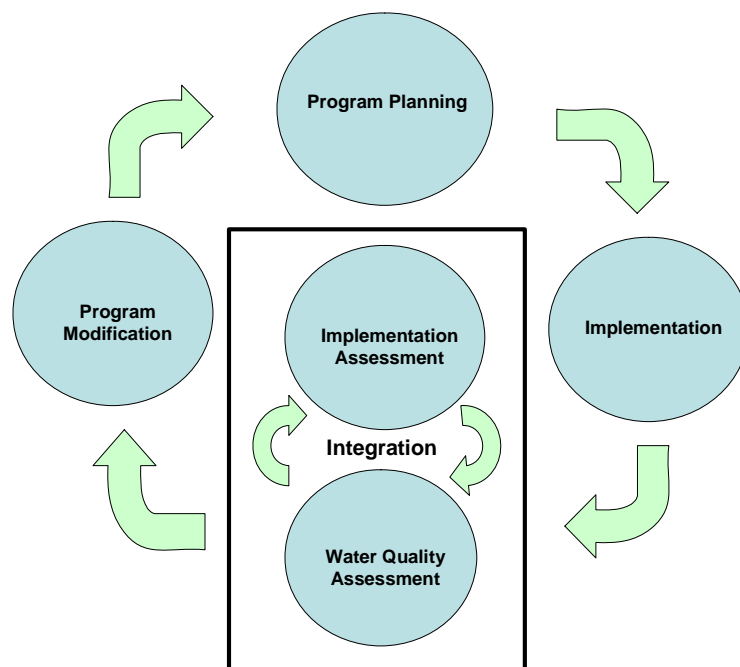 Program Planning
Program
Modification
Implementation
Assessment
Implementation
Integration
Water Quality
Assessment